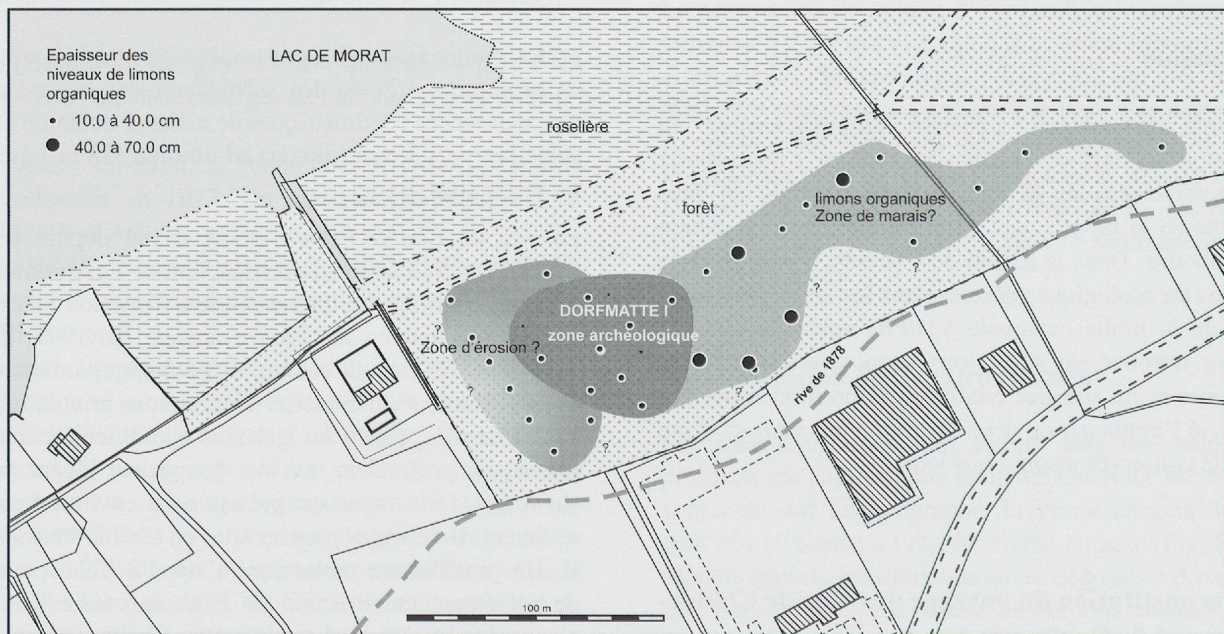 Epaisseur des
niveaux de limons
organiques
10.0 à 40.0 cm
40.0 à 70.0 cm
LAC DE MORAT
roselière
forêt
limons organiques
Zone de marais?
?
?
?
DORFMATTE I
zone archéologique
?
Zone d'érosion ?
rive de 1878
?
?
?
?
100 m